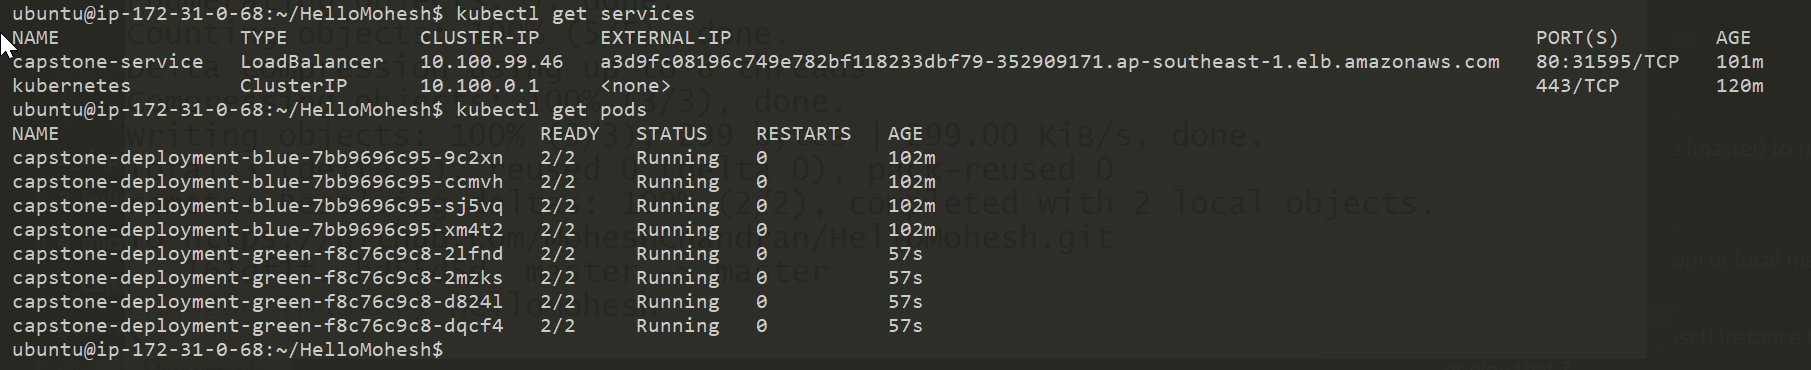 ubuntu@ip-172-31-0-68:~/HelloMohesh$ kubectl get services
NAME TYPE CLUSTER-IP EXTERNAL-IP PORT(S) AGE
capstone-service LoadBalancer 10.100.99.46 a3d9fc08196c749e782bf118233dbf79-352909171.ap-southeast-1.elb.amazonaws.com 80:31595/TCP 101m
kubernetes ClusterIP 10.100.0.1 <none> 443/TCP 120m
ubuntu@ip-172-31-0-68:~/HelloMohesh$ kubectl get pods
NAME READY STATUS RESTARTS AGE
capstone-deployment-blue-7bb9696c95-9c2xn 2/2 Running 0 102m
capstone-deployment-blue-7bb9696c95-ccmvh 2/2 Running 0 102m
capstone-deployment-blue-7bb9696c95-sj5vq 2/2 Running 0 102m
capstone-deployment-blue-7bb9696c95-xm4t2 2/2 Running 0 102m
capstone-deployment-green-f8c76c9c8-2lfnd 2/2 Running 0 57s
capstone-deployment-green-f8c76c9c8-2mzks 2/2 Running 0 57s
capstone-deployment-green-f8c76c9c8-d824l 2/2 Running 0 57s
capstone-deployment-green-f8c76c9c8-dqcf4 2/2 Running 0 57s
ubuntu@ip-172-31-0-68:~/HelloMohesh$